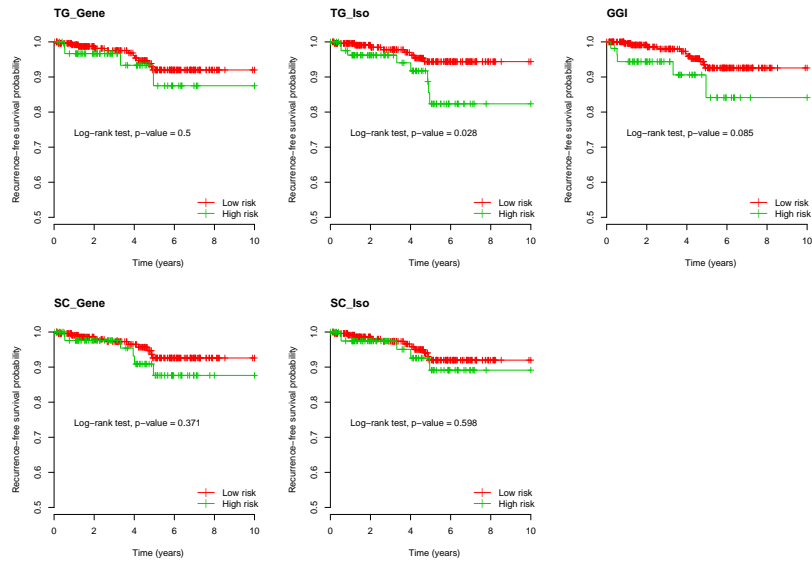 TG_Gene
Recurrence−free survival probability
1.0
0.9
0.8
0.7
0.6
0.5
Log−rank test, p−value = 0.5
Low risk
High risk
0 2 4 6 8 10
Time (years)
TG_Iso
Recurrence−free survival probability
1.0
0.9
0.8
0.7
0.6
0.5
Log−rank test, p−value = 0.028
Low risk
High risk
0 2 4 6 8 10
Time (years)
GGI
Recurrence−free survival probability
1.0
0.9
0.8
0.7
0.6
0.5
Log−rank test, p−value = 0.085
Low risk
High risk
0 2 4 6 8 10
Time (years)
SC_Gene
Recurrence−free survival probability
1.0
0.9
0.8
0.7
0.6
0.5
Log−rank test, p−value = 0.371
Low risk
High risk
0 2 4 6 8 10
Time (years)
SC_Iso
Recurrence−free survival probability
1.0
0.9
0.8
0.7
0.6
0.5
Log−rank test, p−value = 0.598
Low risk
High risk
0 2 4 6 8 10
Time (years)